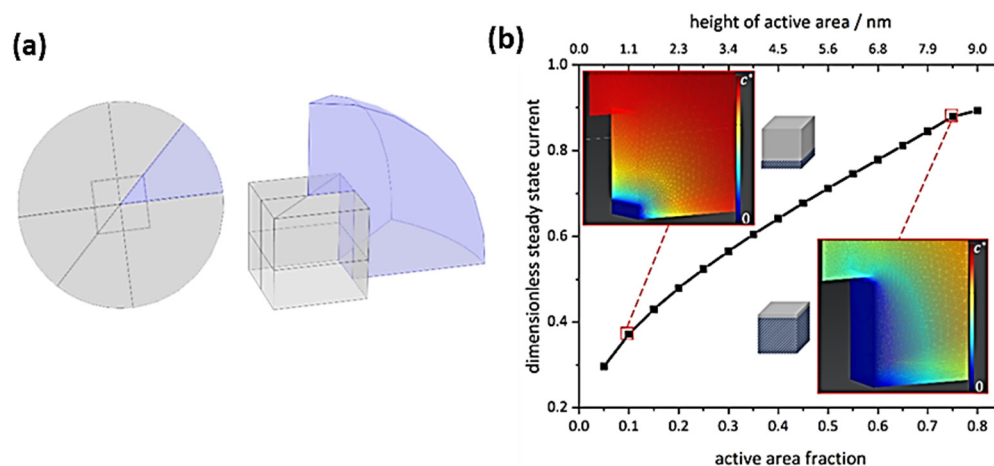 (a)
(b)
height of active area / nm
0.0 1.1 2.3 3.4 4.5 5.6 6.8 7.9 9.0
dimensionless steady state current
1.0
0.8
0.6
0.4
0.2
c*
0
c*
0
0.0 0.1 0.2 0.3 0.4 0.5 0.6 0.7 0.8
active area fraction